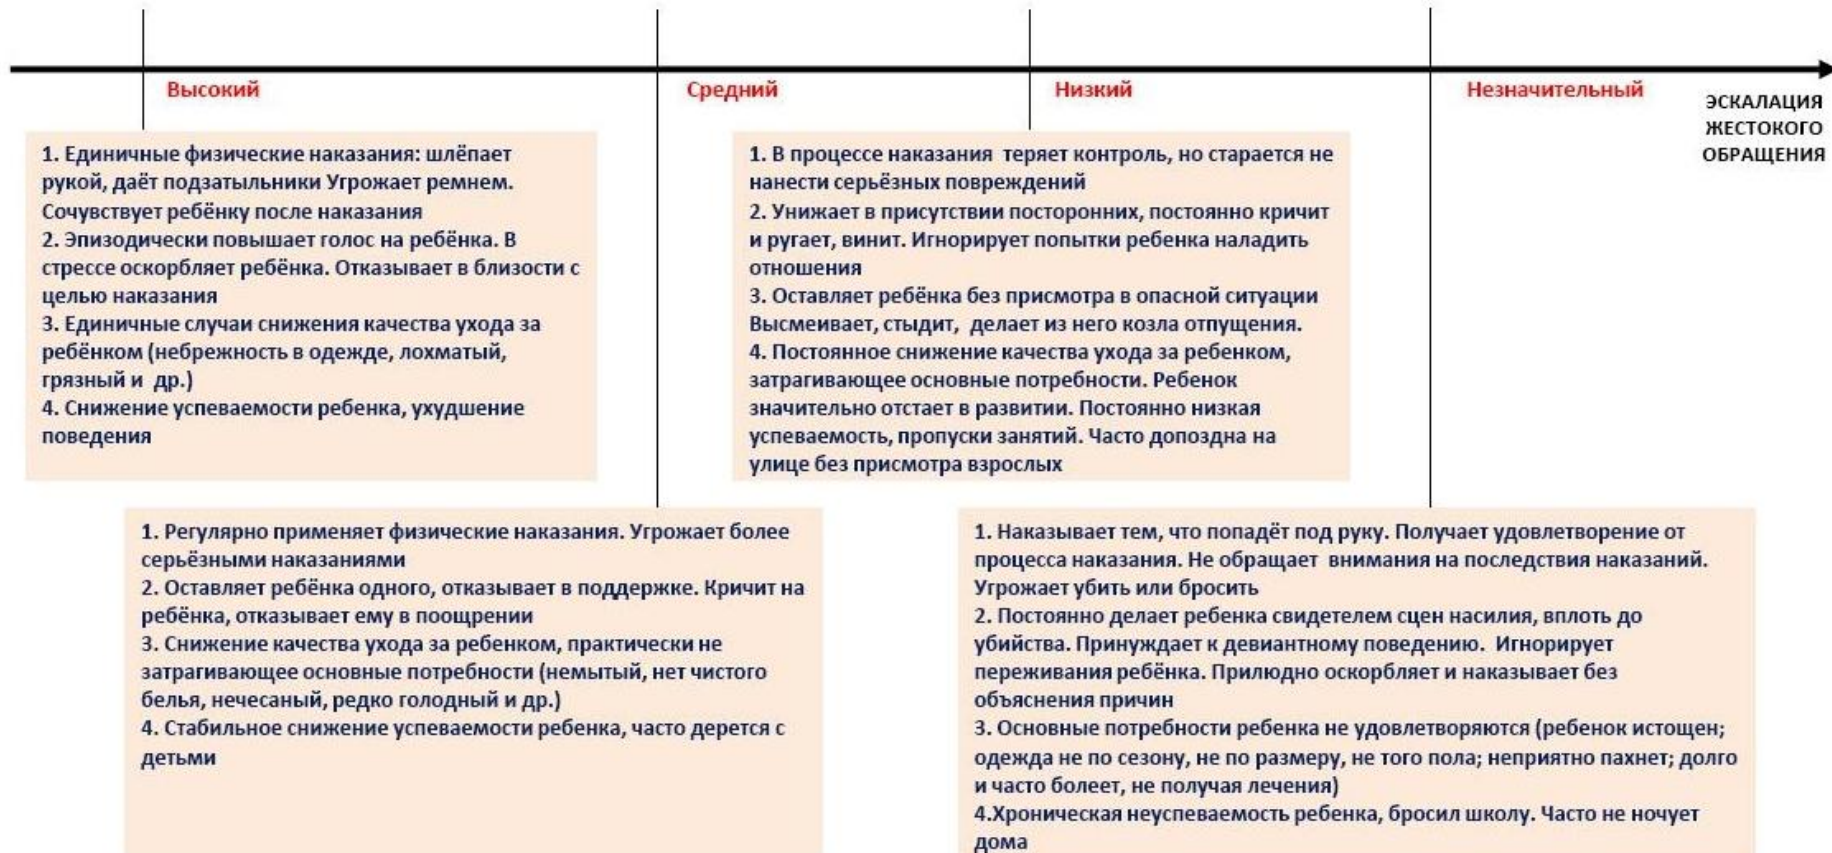 Высокий
Средний
Низкий
Незначительный
ЭСКАЛАЦИЯ
ЖЕСТОКОГО
ОБРАЩЕНИЯ
1. Единичные физические наказания: шлёпает
рукой, даёт подзатыльники Угрожает ремнем.
Сочувствует ребёнку после наказания
2. Эпизодически повышает голос на ребёнка. В
стрессе оскорбляет ребёнка. Отказывает в близости с
целью наказания
3. Единичные случаи снижения качества ухода за
ребёнком (небрежность в одежде, лохматый,
грязный и др.)
4. Снижение успеваемости ребенка, ухудшение
поведения
1. В процессе наказания теряет контроль, но старается не
нанести серьёзных повреждений
2. Унижает в присутствии посторонних, постоянно кричит
и ругает, винит. Игнорирует попытки ребенка наладить
отношения
3. Оставляет ребёнка без присмотра в опасной ситуации
Высмеивает, стыдит, делает из него козла отпущения.
4. Постоянное снижение качества ухода за ребенком,
затрагивающее основные потребности. Ребенок
значительно отстает в развитии. Постоянно низкая
успеваемость, пропуски занятий. Часто допоздна на
улице без присмотра взрослых
1. Регулярно применяет физические наказания. Угрожает более
серьёзными наказаниями
2. Оставляет ребёнка одного, отказывает в поддержке. Кричит на
ребёнка, отказывает ему в поощрении
3. Снижение качества ухода за ребенком, практически не
затрагивающее основные потребности (немытый, нет чистого
белья, нечесаный, редко голодный и др.)
4. Стабильное снижение успеваемости ребенка, часто дерется с
детьми
1. Наказывает тем, что попадёт под руку. Получает удовлетворение от
процесса наказания. Не обращает внимания на последствия наказаний.
Угрожает убить или бросить
2. Постоянно делает ребенка свидетелем сцен насилия, вплоть до
убийства. Принуждает к девиантному поведению. Игнорирует
переживания ребёнка. Прилюдно оскорбляет и наказывает без
объяснения причин
3. Основные потребности ребенка не удовлетворяются (ребенок истощен;
одежда не по сезону, не по размеру, не того пола; неприятно пахнет; долго
и часто болеет, не получая лечения)
4.Хроническая неуспеваемость ребенка, бросил школу. Часто не ночует
дома